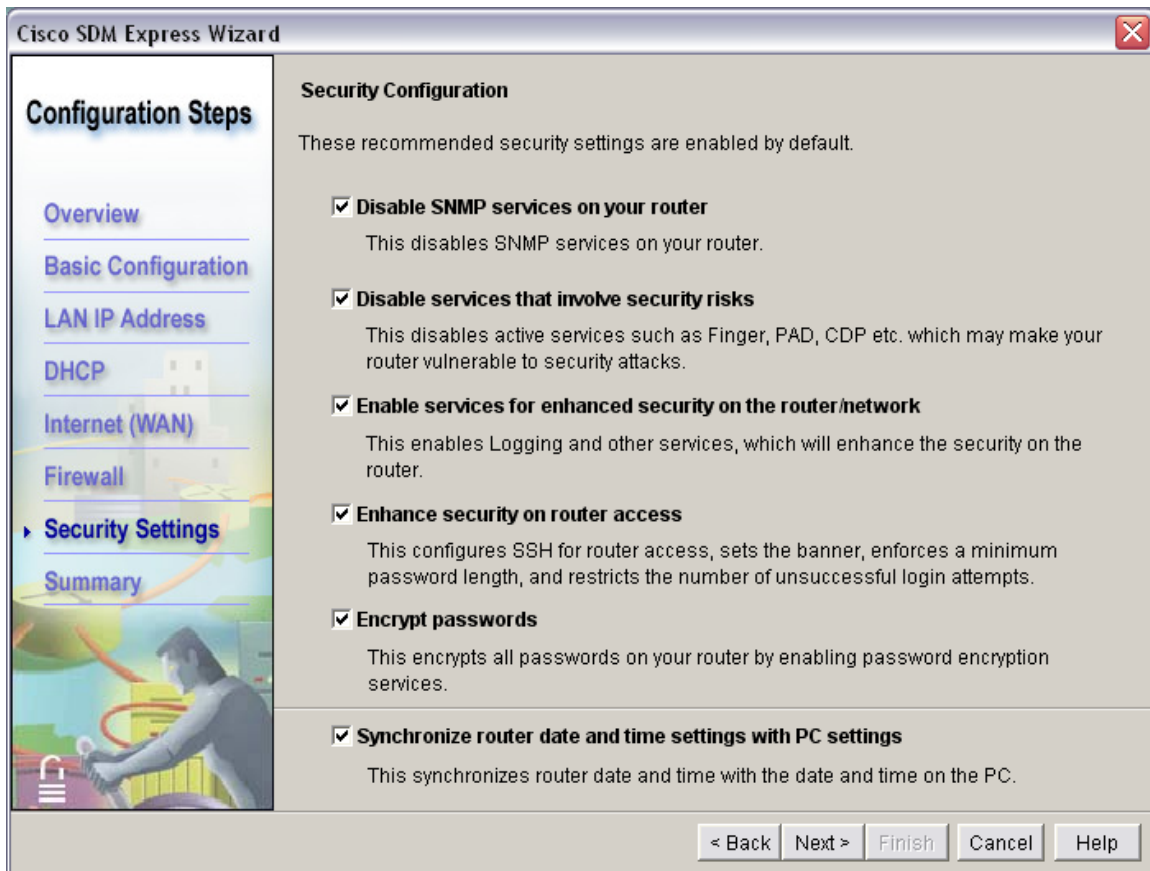 Cisco SDM Express Wizard
Configuration Steps
Overview
Basic Configuration
LAN IP Address
DHCP
Internet (WAN)
Firewall
Security Settings
Summary
Security Configuration
These recommended security settings are enabled by default.
Disable SNMP services on your router
This disables SNMP services on your router.
Disable services that involve security risks
This disables active services such as Finger, PAD, CDP etc. which may make your
router vulnerable to security attacks.
Enable services for enhanced security on the router/network
This enables Logging and other services, which will enhance the security on the
router.
Enhance security on router access
This configures SSH for router access, sets the banner, enforces a minimum
password length, and restricts the number of unsuccessful login attempts.
Encrypt passwords
This encrypts all passwords on your router by enabling password encryption
services.
Synchronize router date and time settings with PC settings
This synchronizes router date and time with the date and time on the PC.
< Back Next > Finish Cancel Help